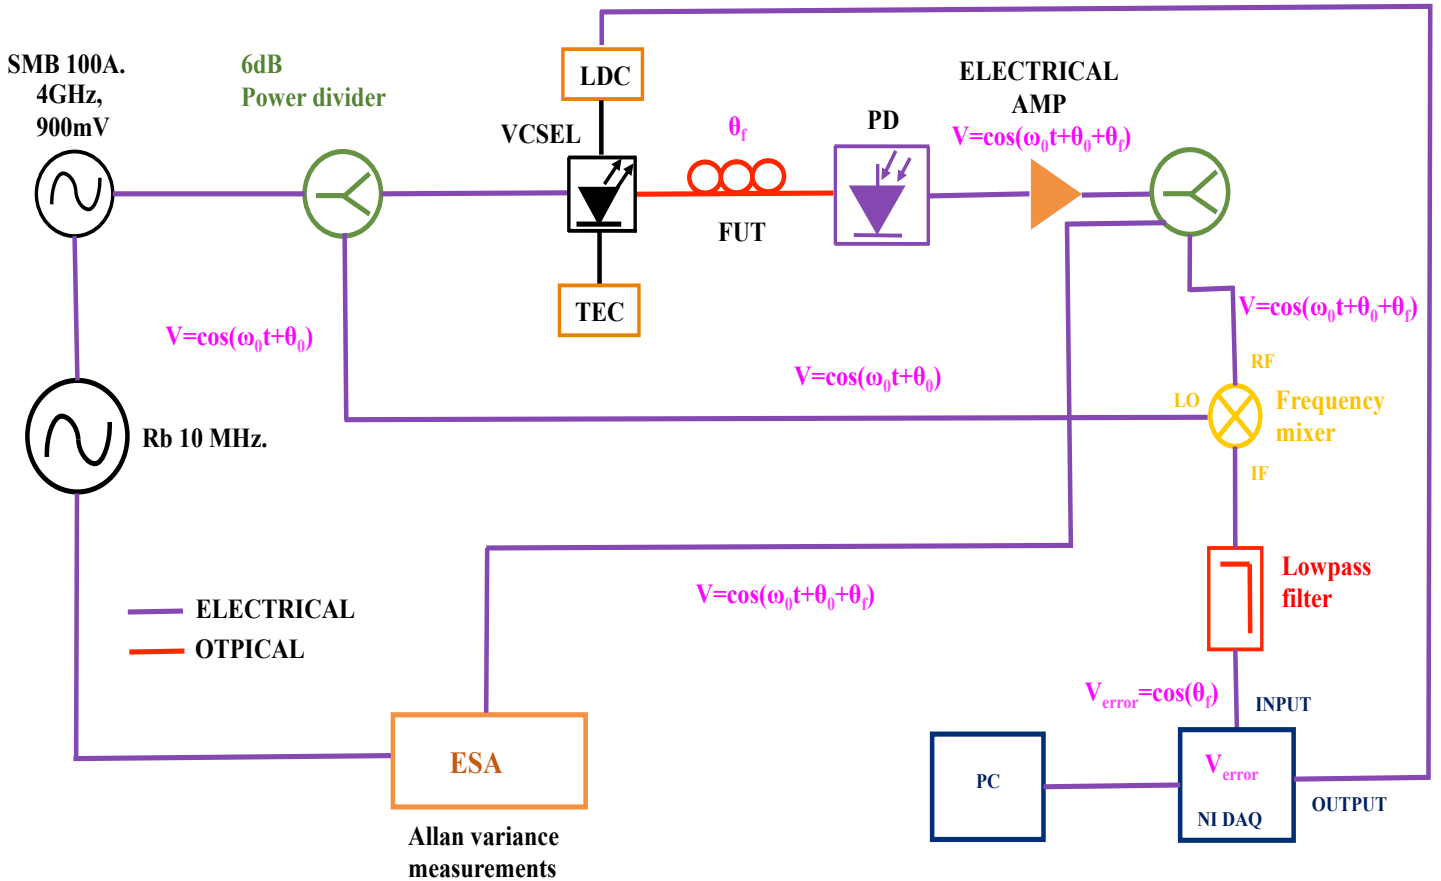 SMB 100A.
4GHz,
900mV
6dB
Power divider
LDC
VCSEL
TEC
θf
FUT
PD
ELECTRICAL
AMP
V=cos(ω0t+θ0+θf)
V=cos(ω0t+θ0)
V=cos(ω0t+θ0)
V=cos(ω0t+θ0+θf)
RF
LO
Frequency
mixer
IF
Rb 10 MHz.
Lowpass
filter
V=cos(ω0t+θ0+θf)
ELECTRICAL
OTPICAL
Verror=cos(θf)
INPUT
ESA
PC
Verror
NI DAQ
OUTPUT
Allan variance
measurements